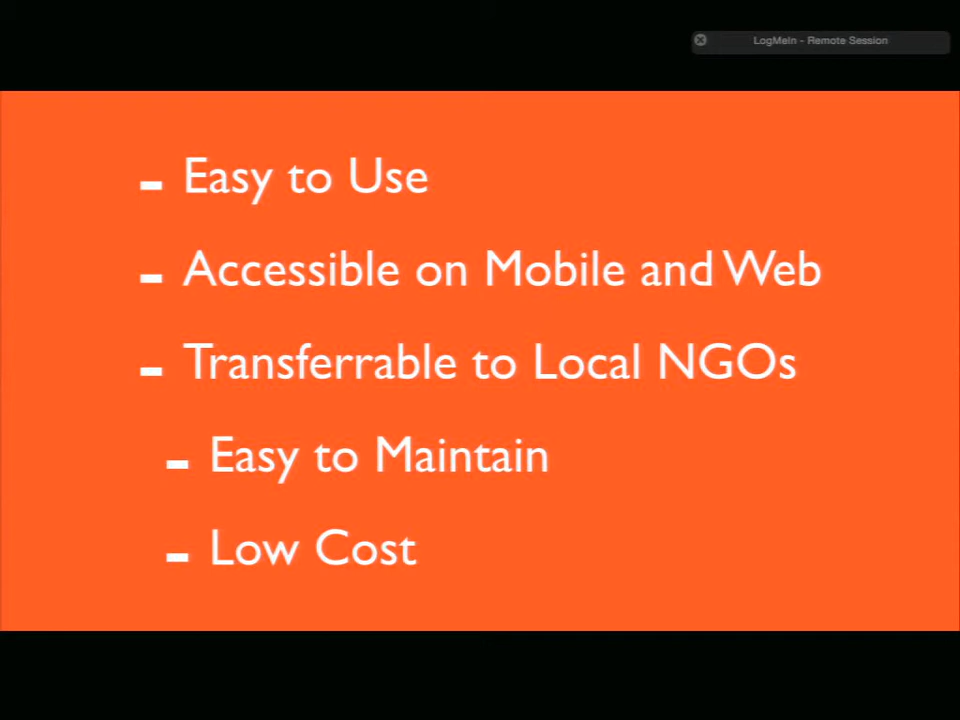 LogMeIn - Remote Session
- Easy to Use
- Accessible on Mobile and Web
- Transferrable to Local NGOs
- Easy to Maintain
- Low Cost